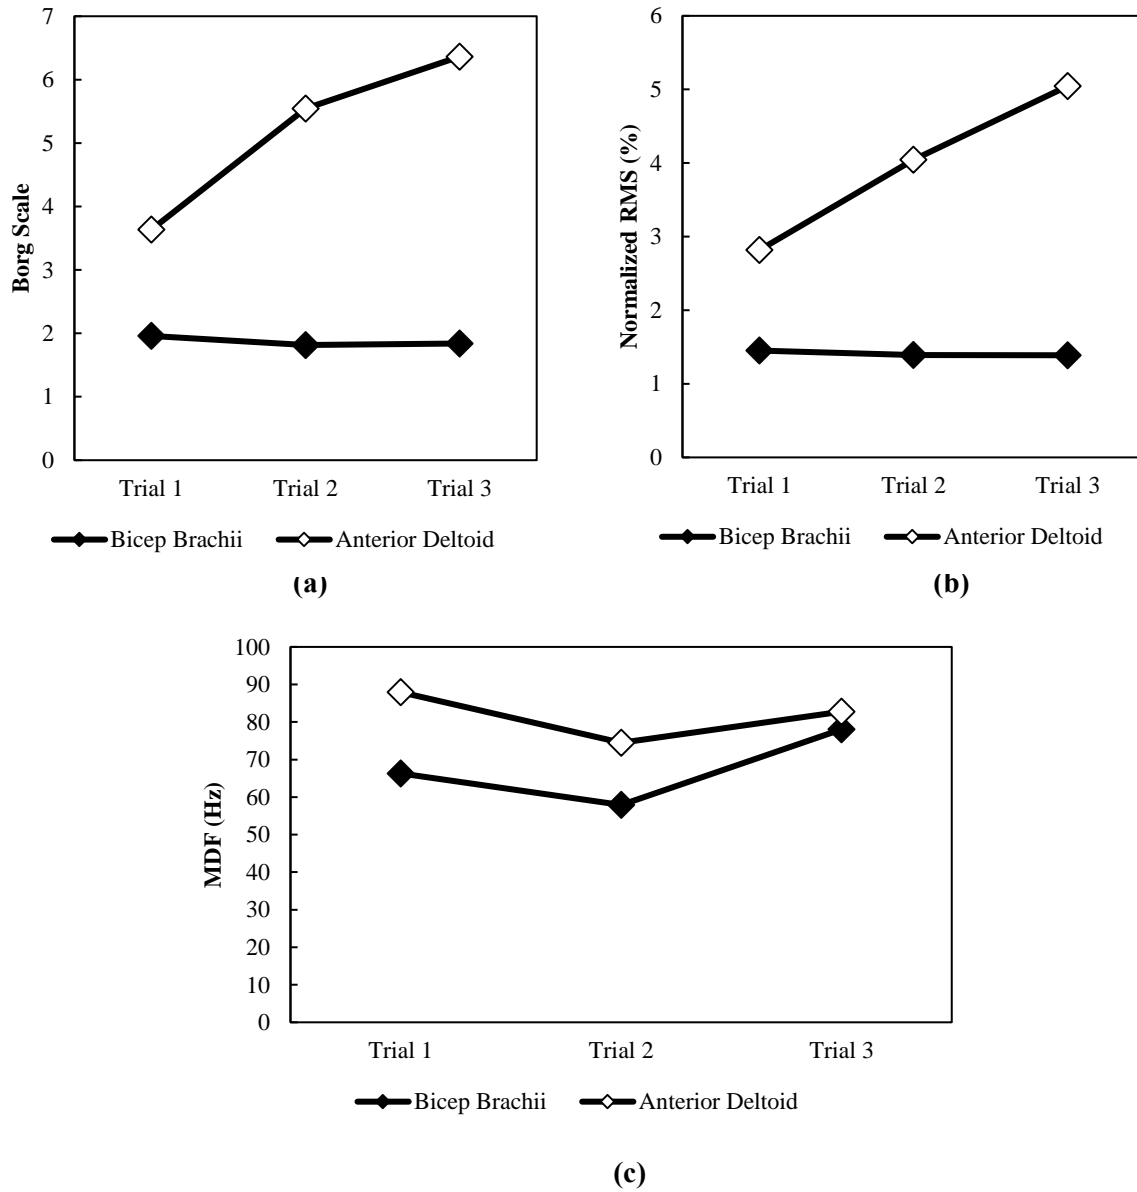 7
6
5
4
3
2
1
0
Borg Scale
Trial 1 Trial 2 Trial 3
Bicep Brachii Anterior Deltoid
(a)
6
5
4
3
2
1
0
Normalized RMS (%)
Trial 1 Trial 2 Trial 3
Bicep Brachii Anterior Deltoid
(b)
100
90
80
70
60
50
40
30
20
10
0
MDF (Hz)
Trial 1 Trial 2 Trial 3
Bicep Brachii Anterior Deltoid
(c)